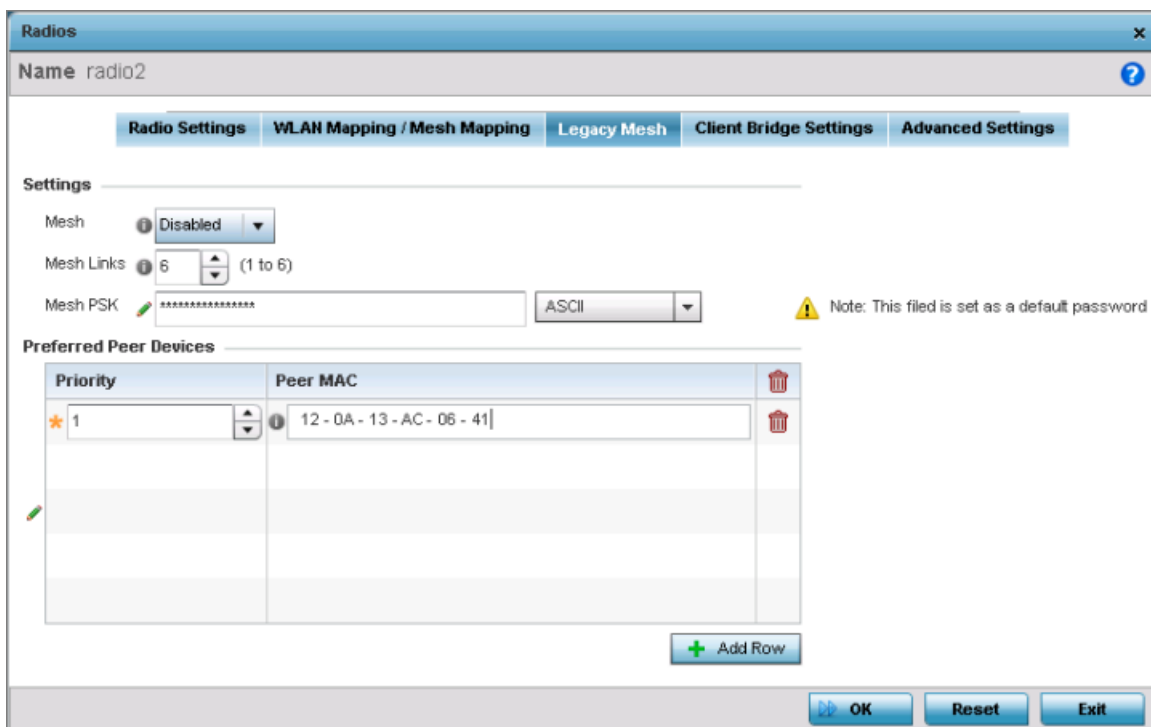 Radios
Name radio2
Radio Settings WLAN Mapping / Mesh Mapping Legacy Mesh Client Bridge Settings Advanced Settings
Settings
Mesh Disabled
Mesh Links 6 (1 to 6)
Mesh PSK **************** ASCII Note: This filed is set as a default password
Preferred Peer Devices
Priority Peer MAC
* 1 12 - 0A - 13 - AC - 06 - 41
Add Row
OK Reset Exit